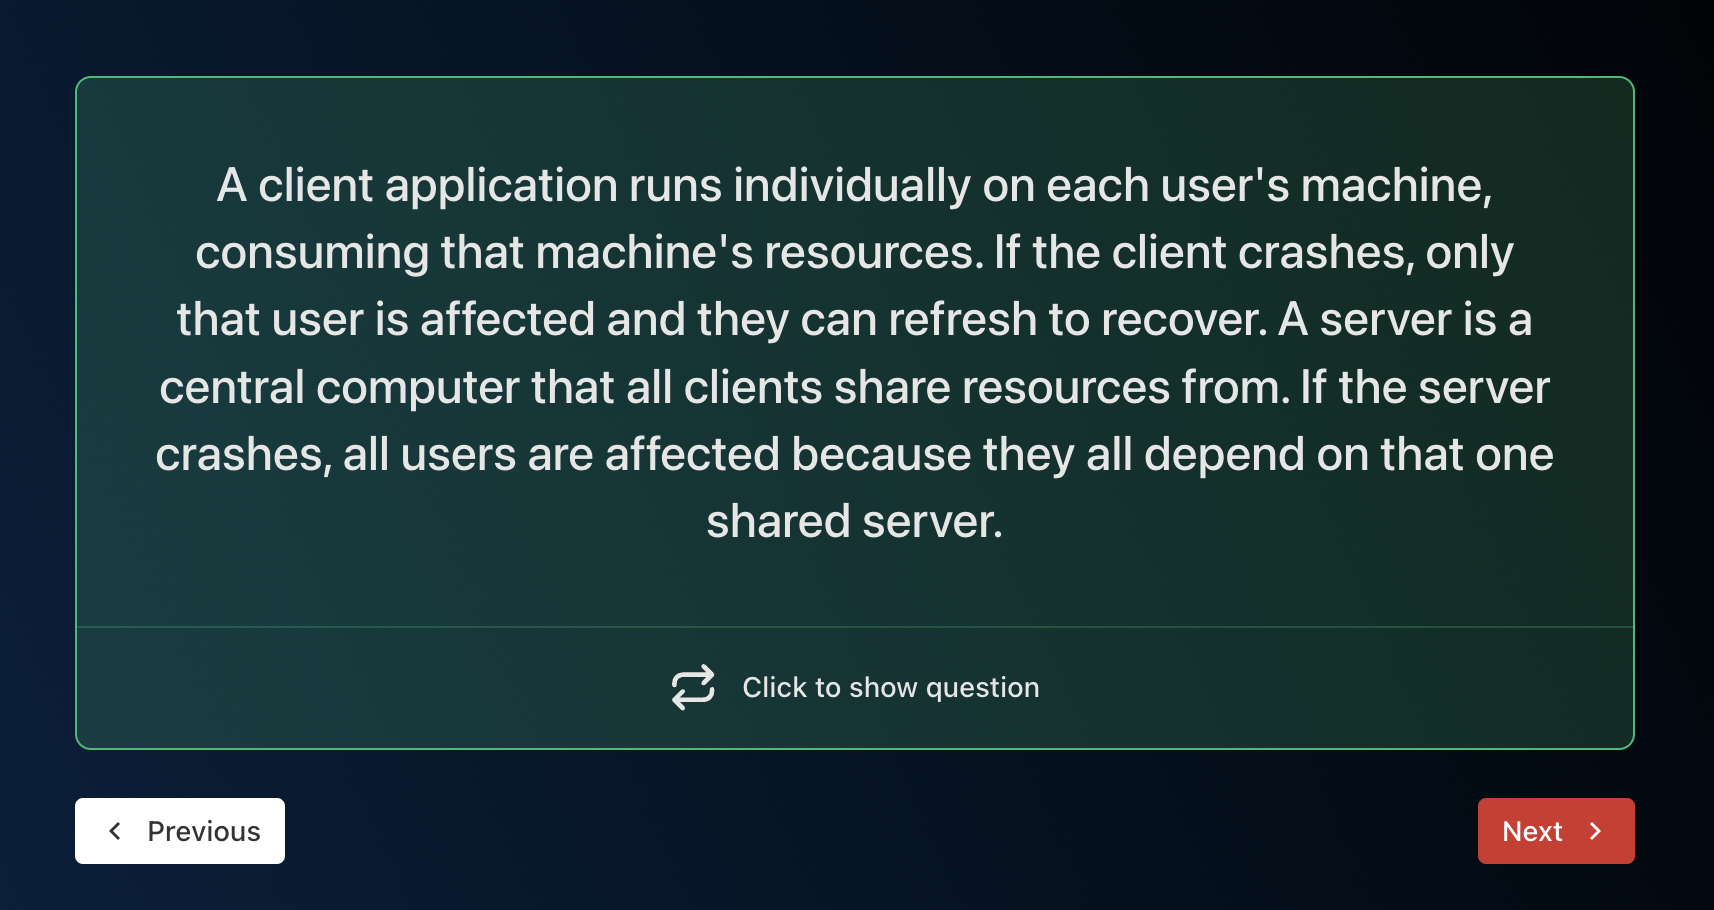 A client application runs individually on each user's machine,
consuming that machine's resources. If the client crashes, only
that user is affected and they can refresh to recover. A server is a
central computer that all clients share resources from. If the server
crashes, all users are affected because they all depend on that one
shared server.
Click to show question
Previous
Next